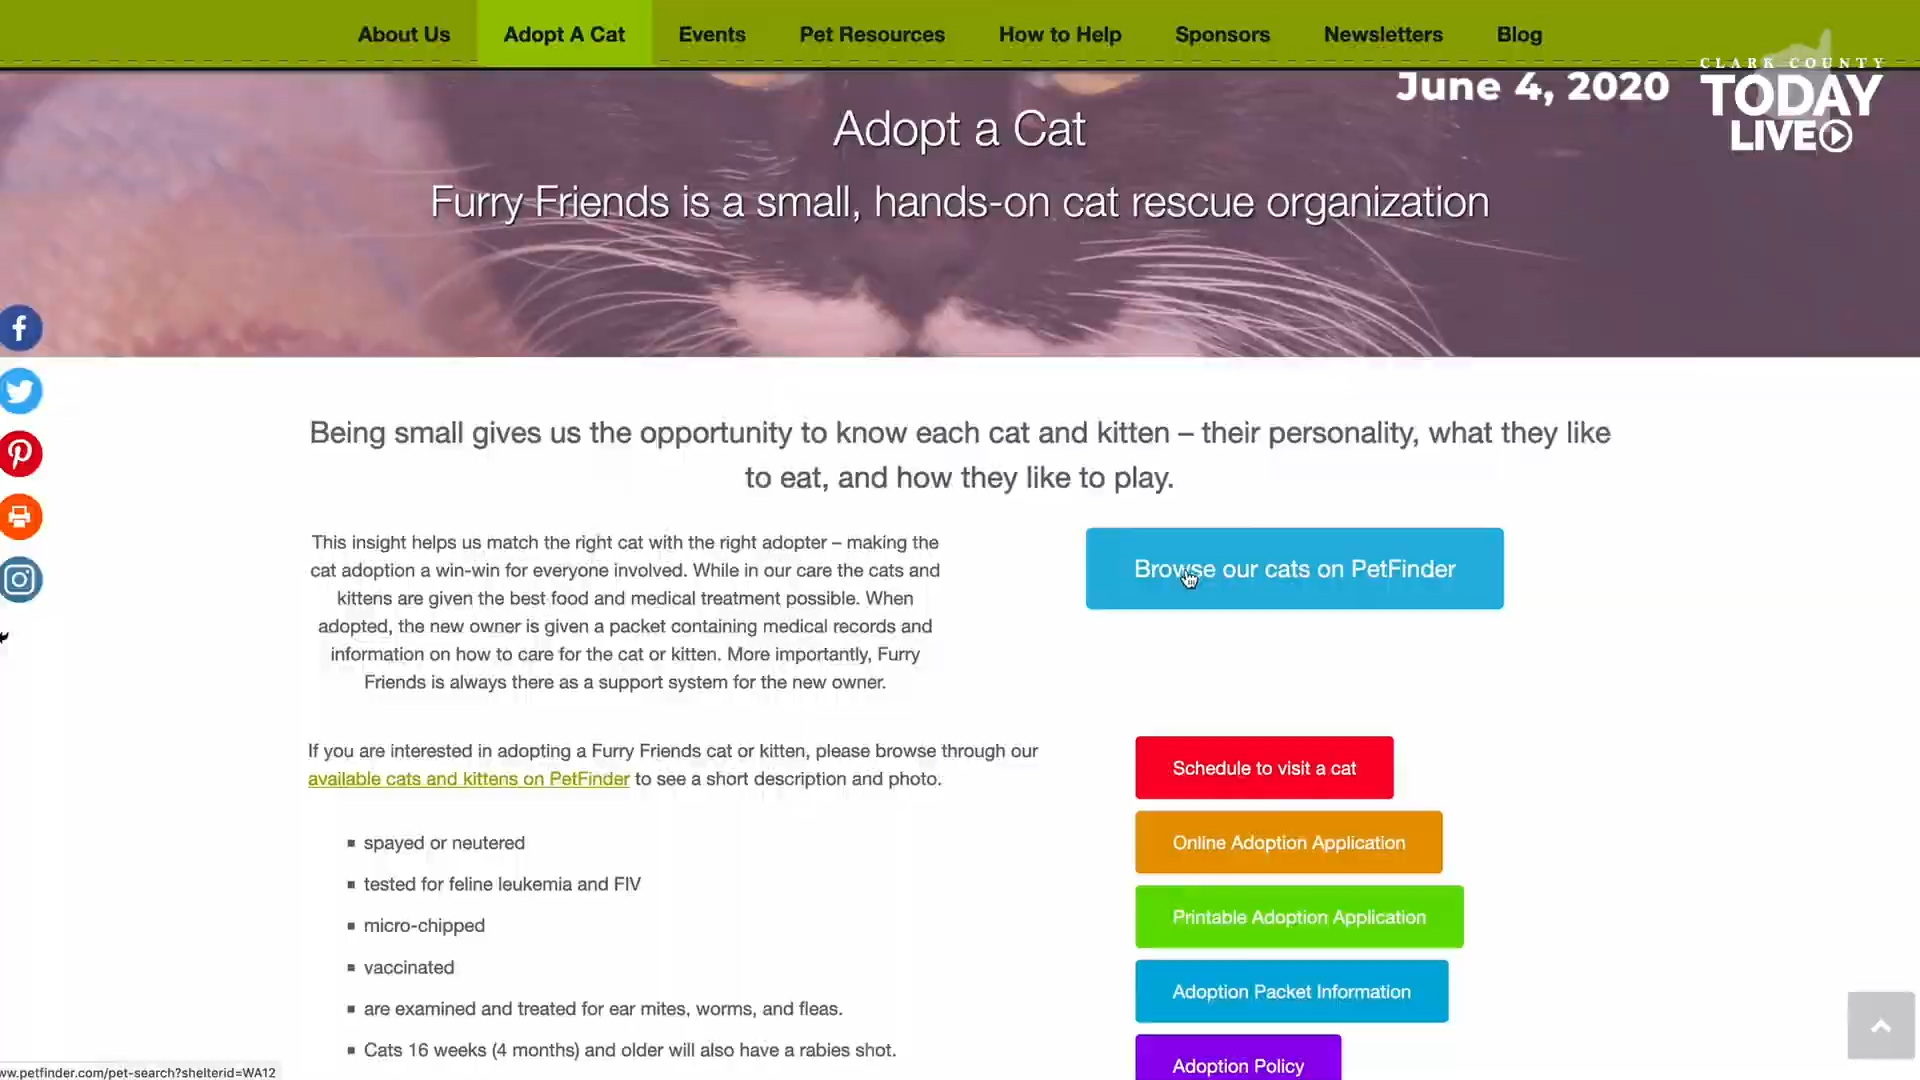 About Us
Adopt A Cat
Events
Pet Resources
How to Help
Sponsors
Newsletters
Blog
CLARK COUNTY
TODAY
LIVE
June 4, 2020
Adopt a Cat
Furry Friends is a small, hands-on cat rescue organization
Being small gives us the opportunity to know each cat and kitten – their personality, what they like
to eat, and how they like to play.
This insight helps us match the right cat with the right adopter – making the
cat adoption a win-win for everyone involved. While in our care the cats and
kittens are given the best food and medical treatment possible. When
adopted, the new owner is given a packet containing medical records and
information on how to care for the cat or kitten. More importantly, Furry
Friends is always there as a support system for the new owner.
Browse our cats on PetFinder
If you are interested in adopting a Furry Friends cat or kitten, please browse through our
available cats and kittens on PetFinder to see a short description and photo.
spayed or neutered
tested for feline leukemia and FIV
micro-chipped
vaccinated
are examined and treated for ear mites, worms, and fleas.
Cats 16 weeks (4 months) and older will also have a rabies shot.
Schedule to visit a cat
Online Adoption Application
Printable Adoption Application
Adoption Packet Information
Adoption Policy
ww.petfinder.com/pet-search?shelterid=WA12